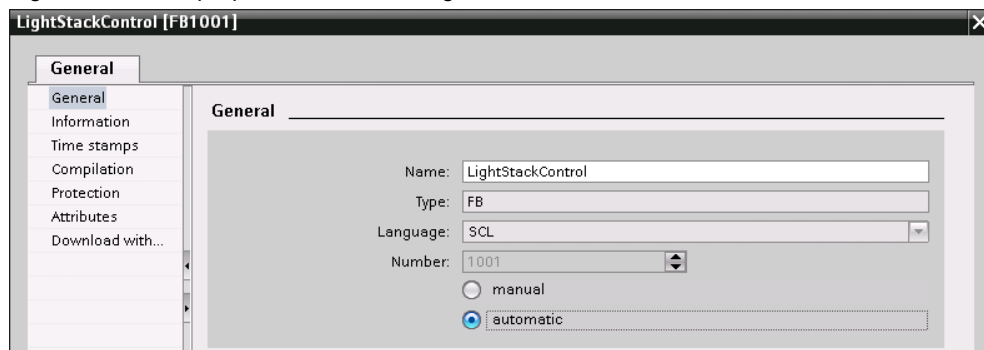 LightStackControl [FB1001]
General
General
Information
Time stamps
Compilation
Protection
Attributes
Download with...
General
Name: LightStackControl
Type: FB
Language: SCL
Number: 1001
manual
automatic